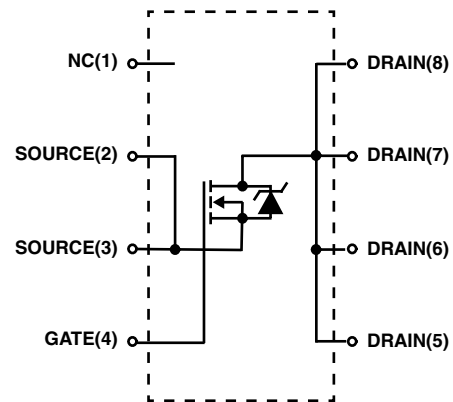 NC(1)
DRAIN(8)
SOURCE(2)
DRAIN(7)
SOURCE(3)
DRAIN(6)
GATE(4)
DRAIN(5)